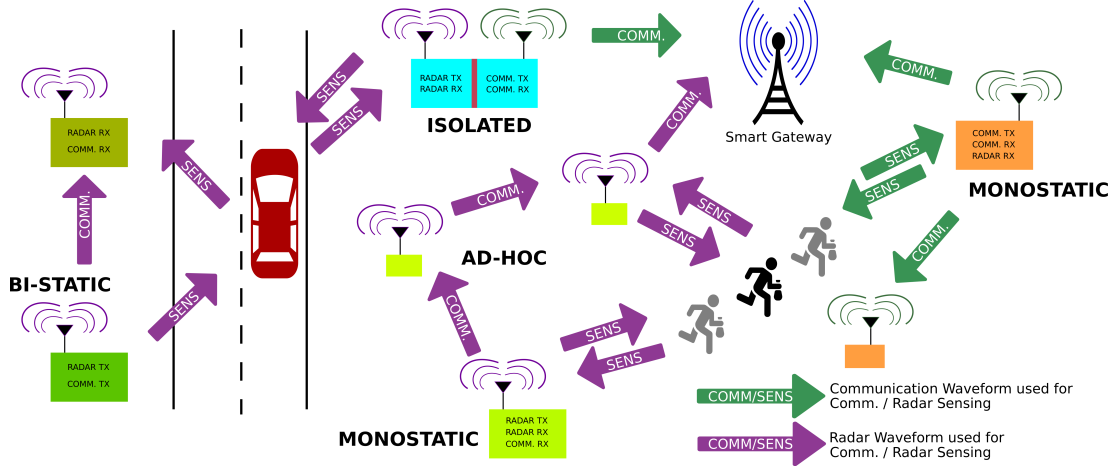 COMM.
SENS
SENS
RADAR TX
RADAR RX
COMM. TX
COMM. RX
ISOLATED
Smart Gateway
COMM.
COMM.
RADAR RX
COMM. RX
SENS
COMM.
BI-STATIC
SENS
RADAR TX
COMM. TX
COMM.
AD-HOC
COMM.
SENS
SENS
SENS
SENS
COMM. TX
COMM. RX
RADAR RX
MONOSTATIC
SENS
SENS
COMM.
RADAR TX
RADAR RX
COMM. RX
MONOSTATIC
COMM/SENS
Communication Waveform used for
Comm. / Radar Sensing
COMM/SENS
Radar Waveform used for
Comm. / Radar Sensing